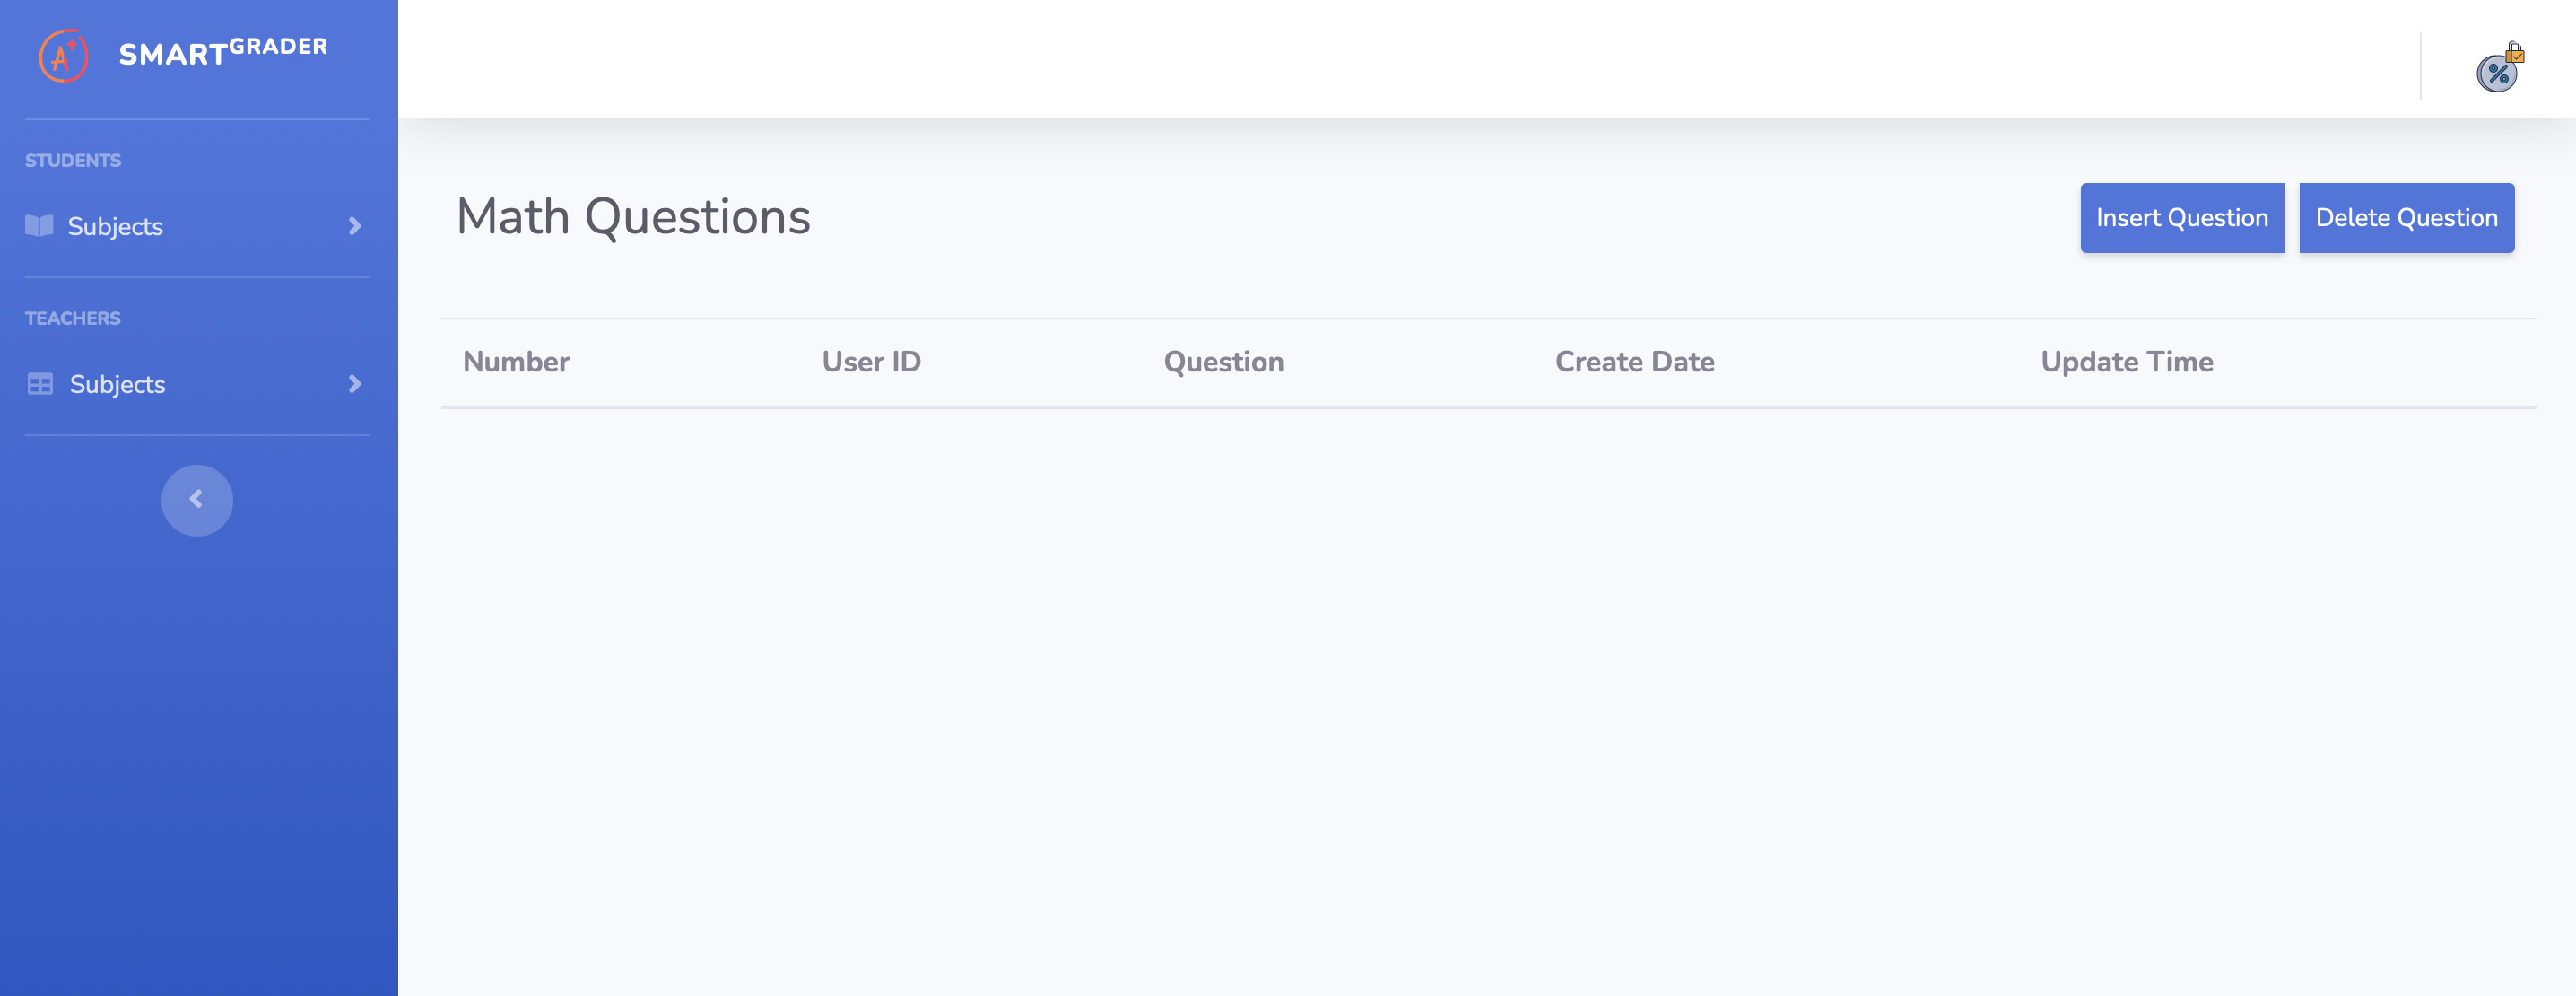 SMARTGRADER
STUDENTS
Subjects
TEACHERS
Subjects
Math Questions
Insert Question
Delete Question
Number User ID Question Create Date Update Time